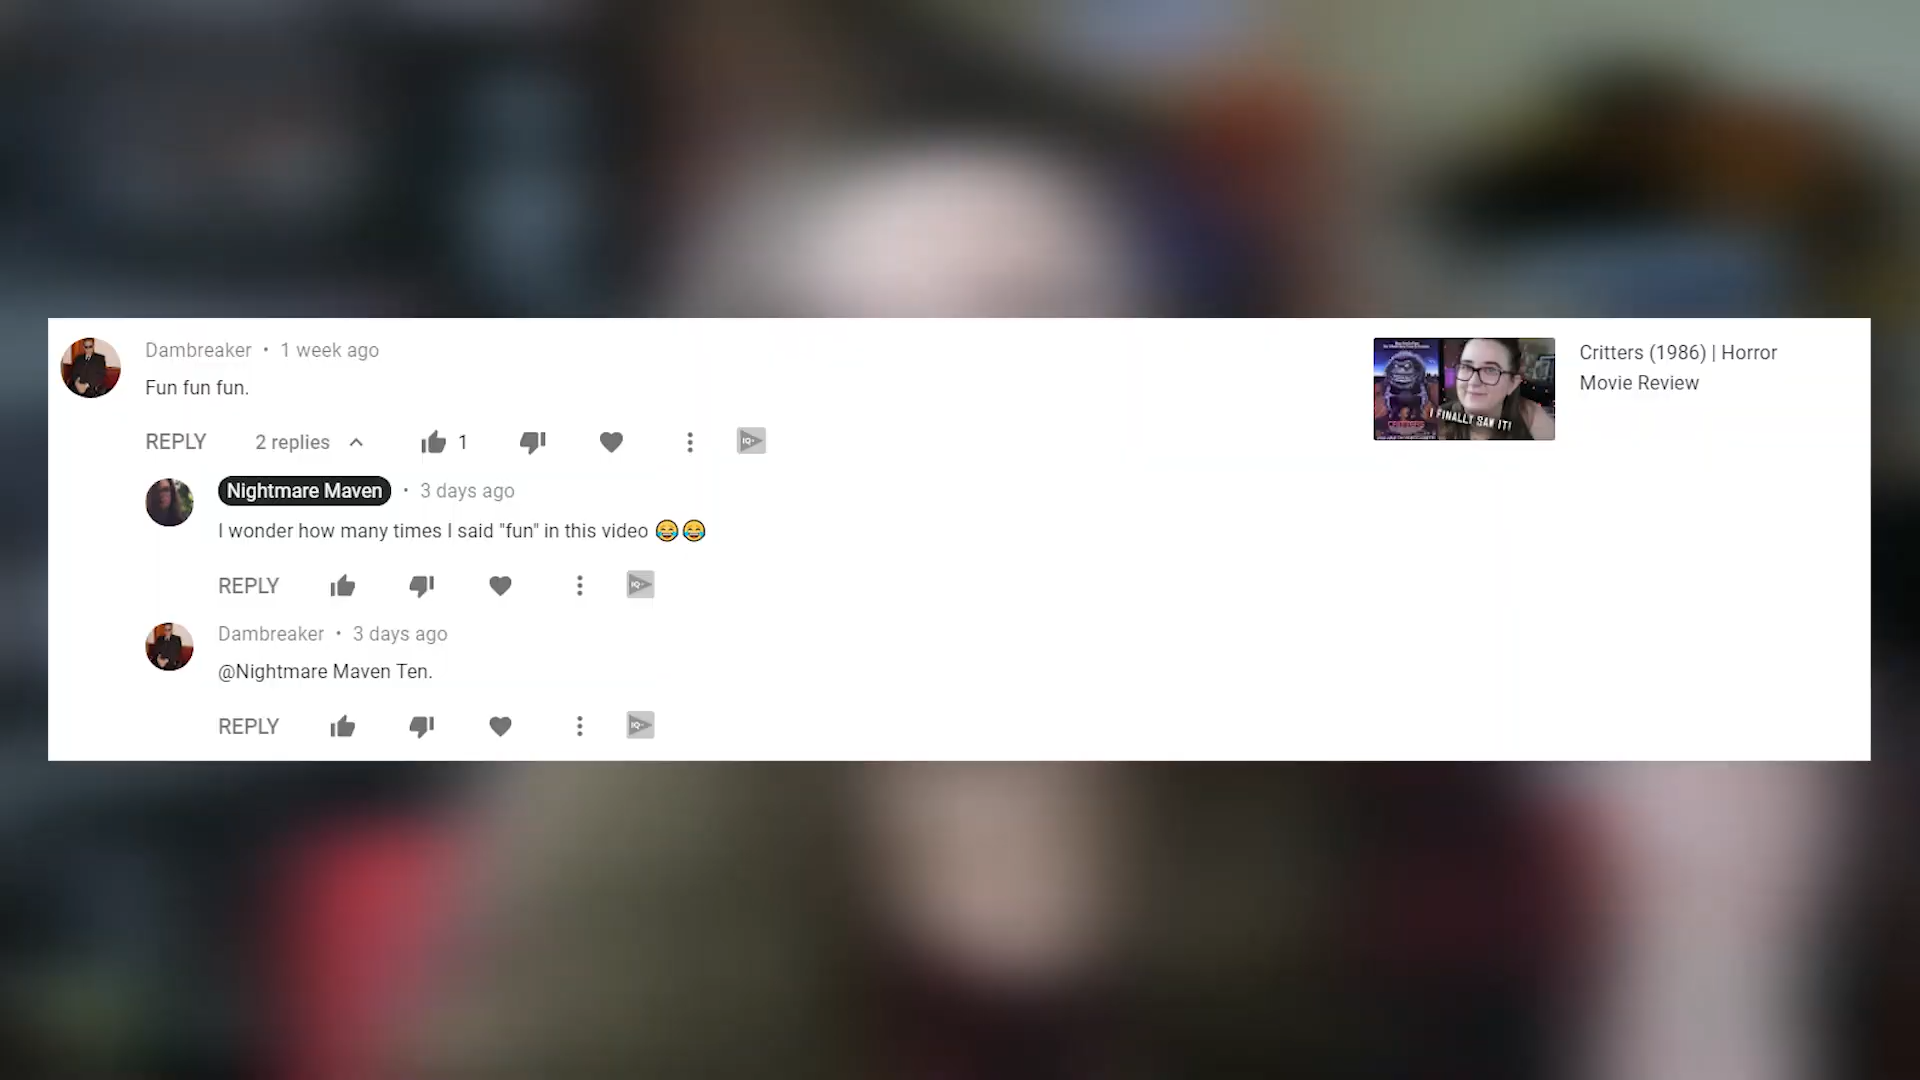 Dambreaker • 1 week ago
Fun fun fun.
REPLY 2 replies 1
Nightmare Maven • 3 days ago
I wonder how many times I said "fun" in this video 😂😂
REPLY
Dambreaker • 3 days ago
@Nightmare Maven Ten.
REPLY
Critters (1986) | Horror
Movie Review
I FINALLY SAW IT!
CRITTERS